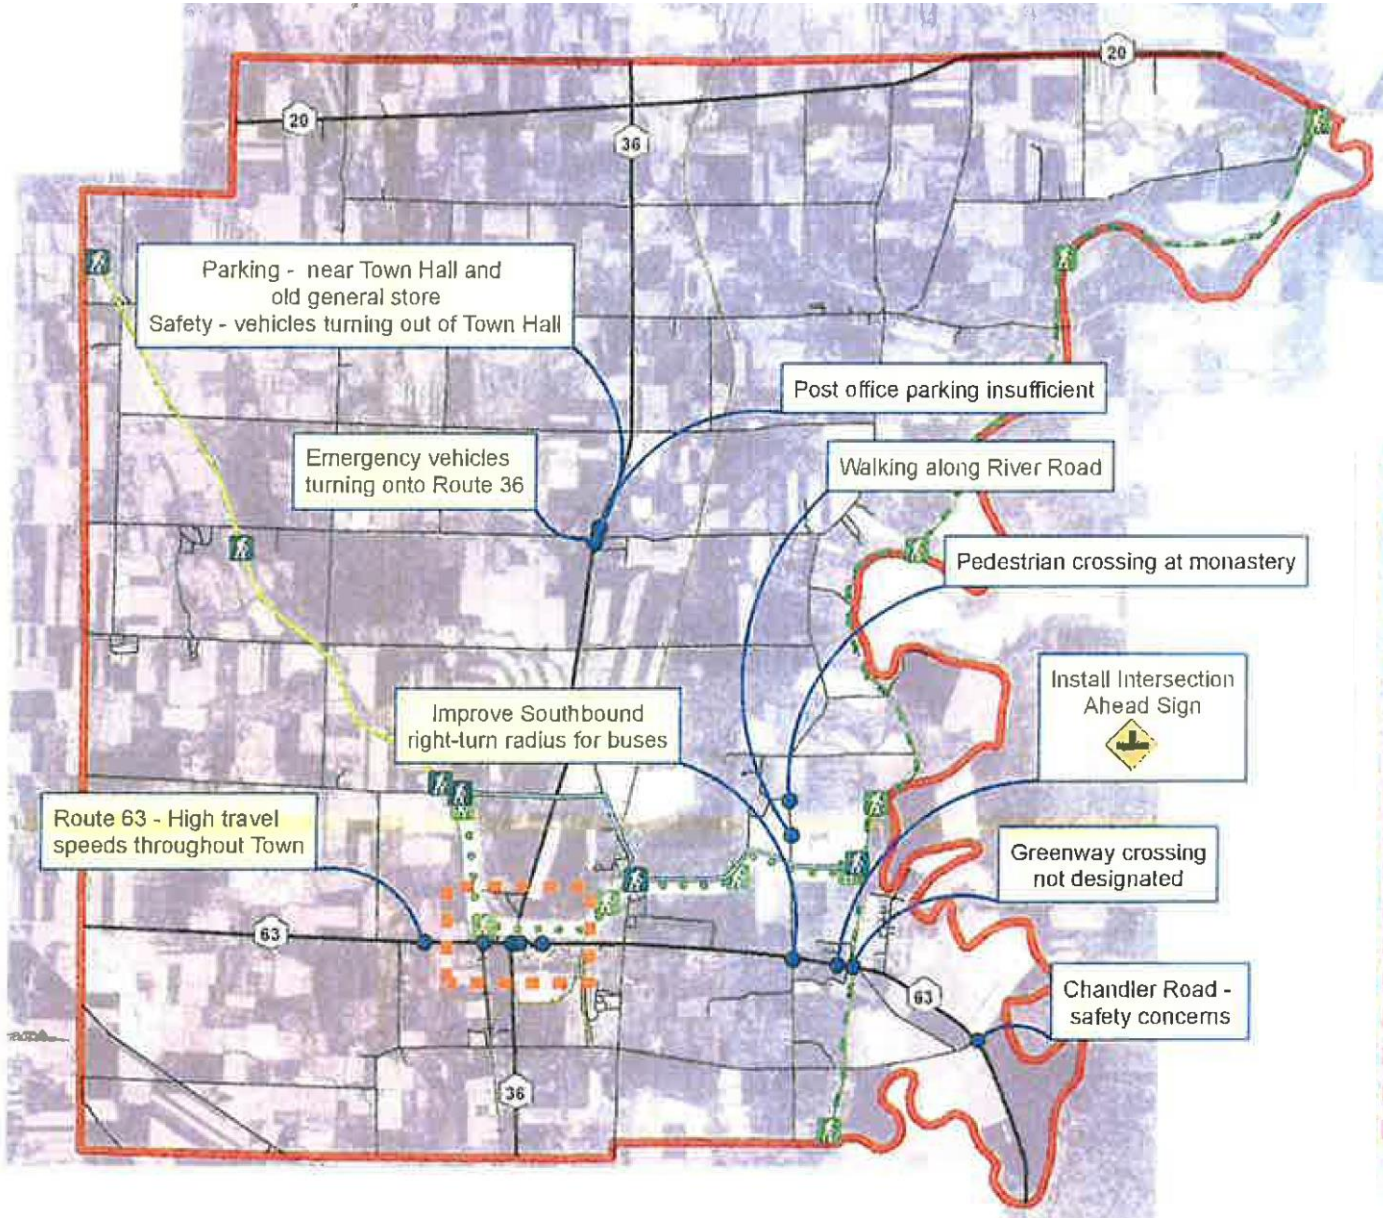 20
20
36
Parking - near Town Hall and
old general store
Safety - vehicles turning out of Town Hall
Post office parking insufficient
Emergency vehicles
turning onto Route 36
Walking along River Road
Pedestrian crossing at monastery
Install Intersection
Ahead Sign
Improve Southbound
right-turn radius for buses
Route 63 - High travel
speeds throughout Town
Greenway crossing
not designated
63
63
Chandler Road -
safety concerns
36